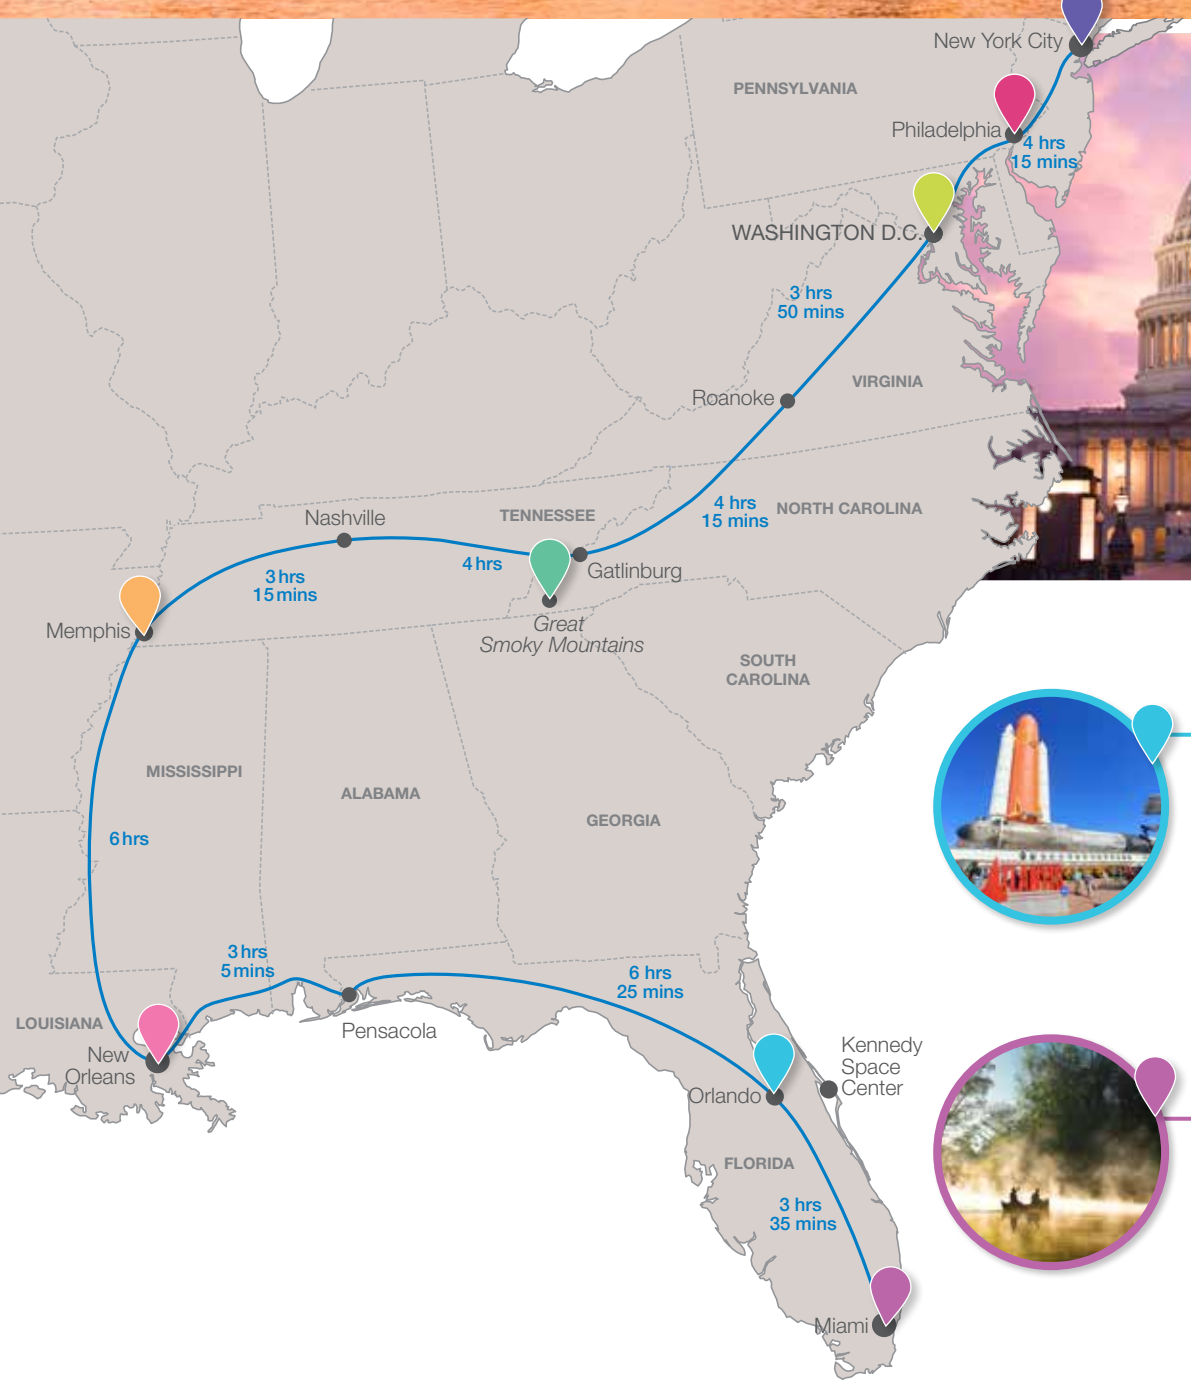 New York City
PENNSYLVANIA
Philadelphia
4 hrs
15 mins
WASHINGTON D.C.
3 hrs
50 mins
VIRGINIA
Roanoke
4 hrs
15 mins
NORTH CAROLINA
TENNESSEE
Nashville
4 hrs
Gatlinburg
3 hrs
15 mins
Memphis
Great
Smoky Mountains
SOUTH
CAROLINA
MISSISSIPPI
ALABAMA
GEORGIA
6 hrs
3 hrs
5 mins
6 hrs
25 mins
LOUISIANA
New
Orleans
Pensacola
Kennedy
Space
Center
Orlando
FLORIDA
3 hrs
35 mins
Miami